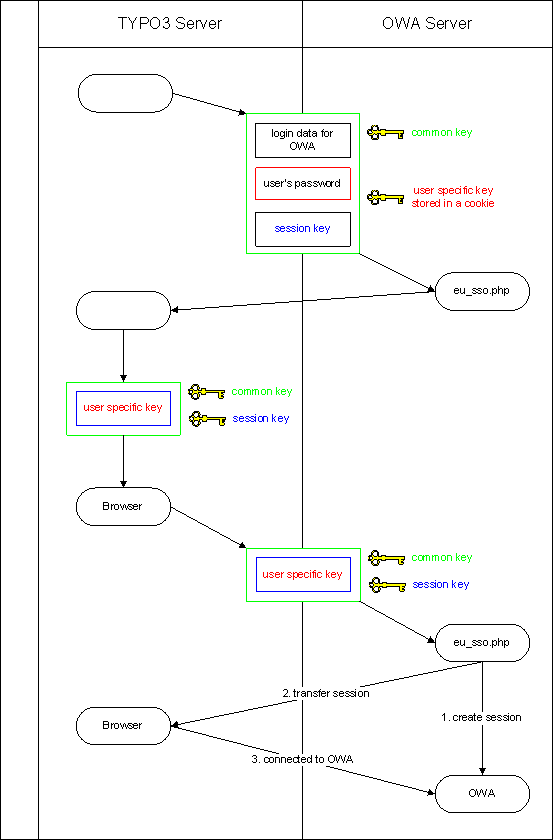 TYPO3 Server
OWA Server
login data for
OWA
common key
user's password
user specific key
stored in a cookie
session key
eu_sso.php
common key
user specific key
session key
Browser
common key
user specific key
session key
eu_sso.php
2. transfer session
1. create session
Browser
3. connected to OWA
OWA